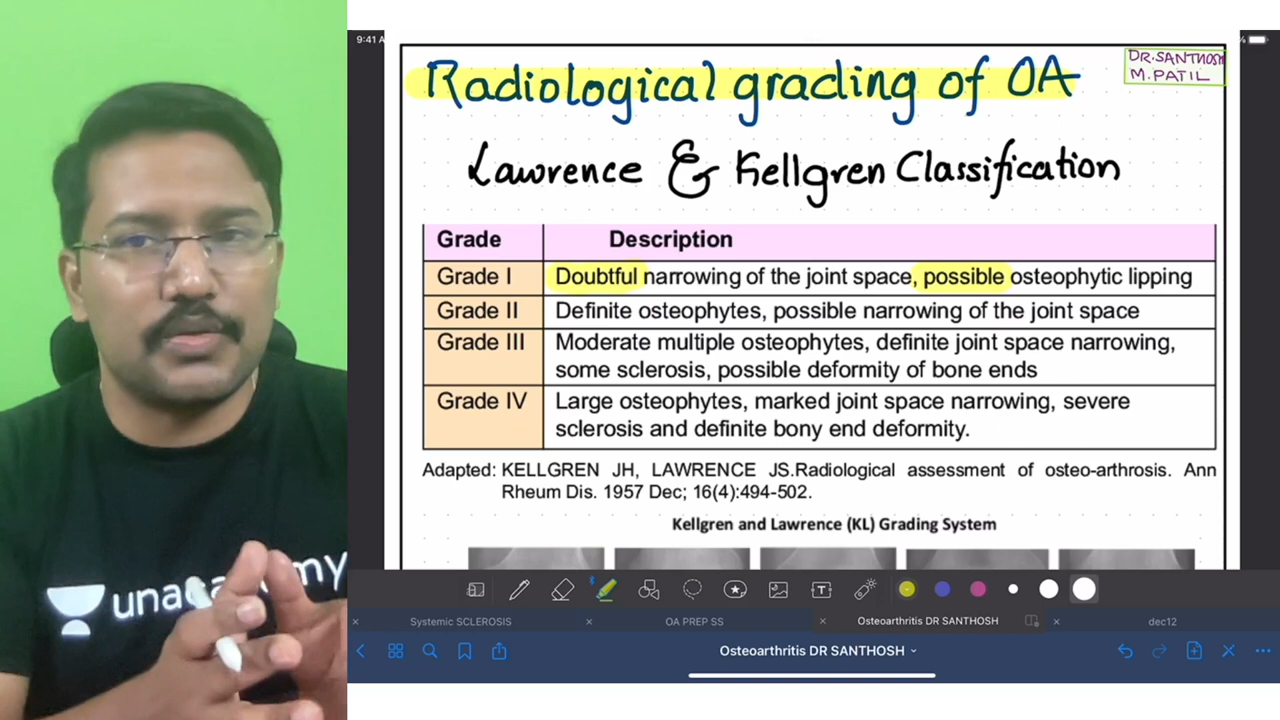 9:41 A
%
Radiological grading of OA
DR.SANTHOSH
M.PATIL
Lawrence & Kellgren Classification
Grade Description
Grade I Doubtful narrowing of the joint space, possible osteophytic lipping
Grade II Definite osteophytes, possible narrowing of the joint space
Grade III Moderate multiple osteophytes, definite joint space narrowing,
some sclerosis, possible deformity of bone ends
Grade IV Large osteophytes, marked joint space narrowing, severe
sclerosis and definite bony end deformity.
Adapted: KELLGREN JH, LAWRENCE JS.Radiological assessment of osteo-arthrosis. Ann
Rheum Dis. 1957 Dec; 16(4):494-502.
Kellgren and Lawrence (KL) Grading System
unacademy
Systemic SCLEROSIS OA PREP SS Osteoarthritis DR SANTHOSH dec12
Osteoarthritis DR SANTHOSH